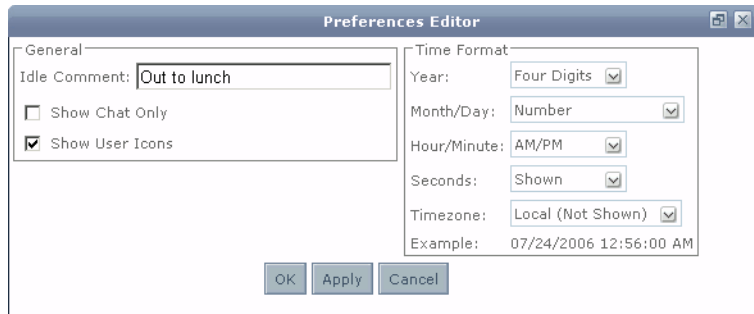 Preferences Editor
General
Idle Comment: Out to lunch
Show Chat Only
Show User Icons
Time Format
Year: Four Digits
Month/Day: Number
Hour/Minute: AM/PM
Seconds: Shown
Timezone: Local (Not Shown)
Example: 07/24/2006 12:56:00 AM
OK Apply Cancel